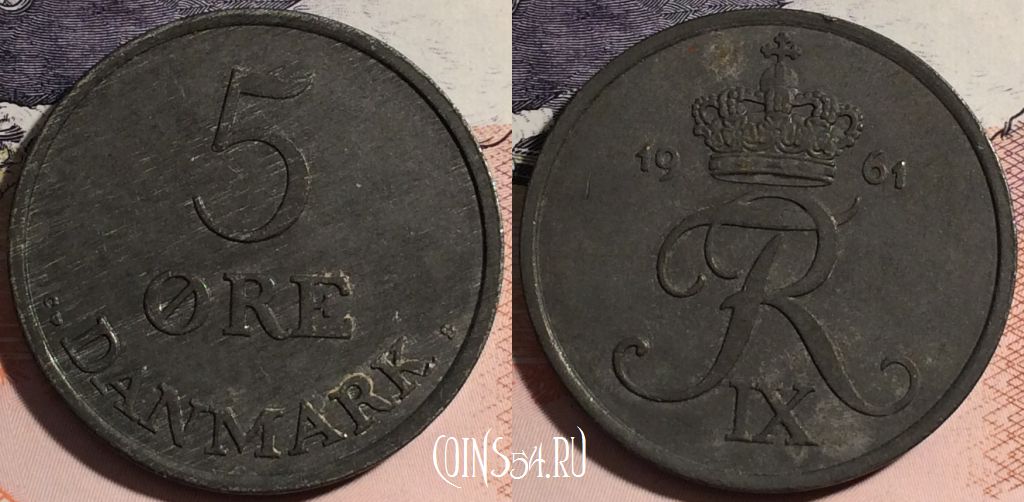 5
ØRE
DANMARK
19 61
R
IX
COINS54.RU